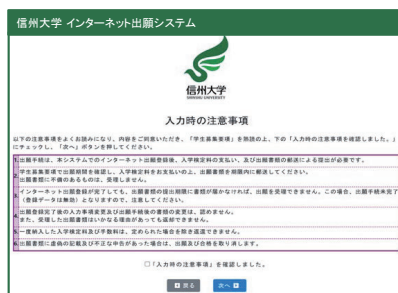 信州大学 インターネット出願システム
信州大学
SHINSHU UNIVERSITY
入力時の注意事項
以下の注意事項をよくお読みになり、内容をご同意いただき、「学生募集要項」を熟読の上、下の「入力時の注意事項を確認しました。」
にチェックし、「次へ」ボタンを押してください。
1.出願手続は、本システムでのインターネット出願登録後、入学検定料の支払い、及び出願書類の郵送による提出が必要です。
2.学生募集要項で出願期間を確認し、入学検定料をお支払いの上、出願書類を期限内に郵送してください。
出願書類に不備のあるものは、受理しません。
3.インターネット出願登録が完了しても、出願書類の提出期限に書類が届かなければ、出願を受理できません。この場合、出願手続未完了
(登録データは無効)となりますので、注意してください。
4.出願登録完了後の入力事項変更及び出願手続後の書類の変更は、認めません。
また、受理した出願書類はいかなる理由があっても返却できません。
5.一度納入した入学検定料及び手数料は、定められた場合を除き返還できません。
6.出願書類に虚偽の記載及び不正な申告があった場合は、出願及び合格を取り消します。
「入力時の注意事項」を確認しました。
戻る 次へ